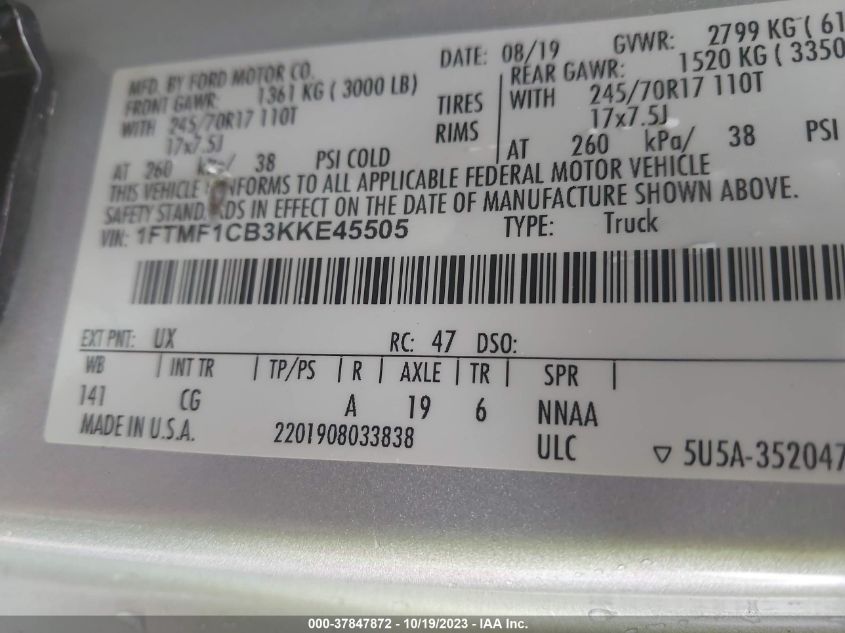 MFD. BY FORD MOTOR CO.
DATE: 08/19 GVWR: 2799 KG ( 61
FRONT GAWR: 1361 KG ( 3000 LB)
REAR GAWR: 1520 KG ( 3350
WITH 245/70R17 110T TIRES WITH 245/70R17 110T
17x7.5J RIMS 17x7.5J
AT 260 kPa/ 38 PSI COLD AT 260 kPa/ 38 PSI
THIS VEHICLE CONFORMS TO ALL APPLICABLE FEDERAL MOTOR VEHICLE
SAFETY STANDARDS IN EFFECT ON THE DATE OF MANUFACTURE SHOWN ABOVE.
VIN: 1FTMF1CB3KKE45505 TYPE: Truck
EXT PNT: UX RC: 47 DSO:
WB | INT TR | TP/PS | R | AXLE | TR | SPR |
141 CG A 19 6 NNAA
MADE IN U.S.A. 2201908033838 ULC ▽ 5U5A-352047
000-37847872 - 10/19/2023 - IAA Inc.